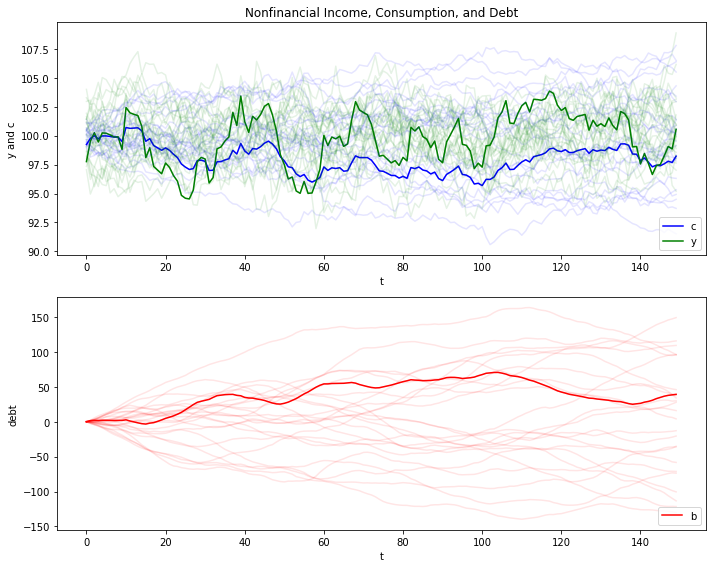 Nonfinancial Income, Consumption, and Debt
107.5
105.0
102.5
100.0
97.5
95.0
92.5
90.0
y and c
0 20 40 60 80 100 120 140
t
c
y
150
100
50
0
−50
−100
−150
debt
0 20 40 60 80 100 120 140
t
b